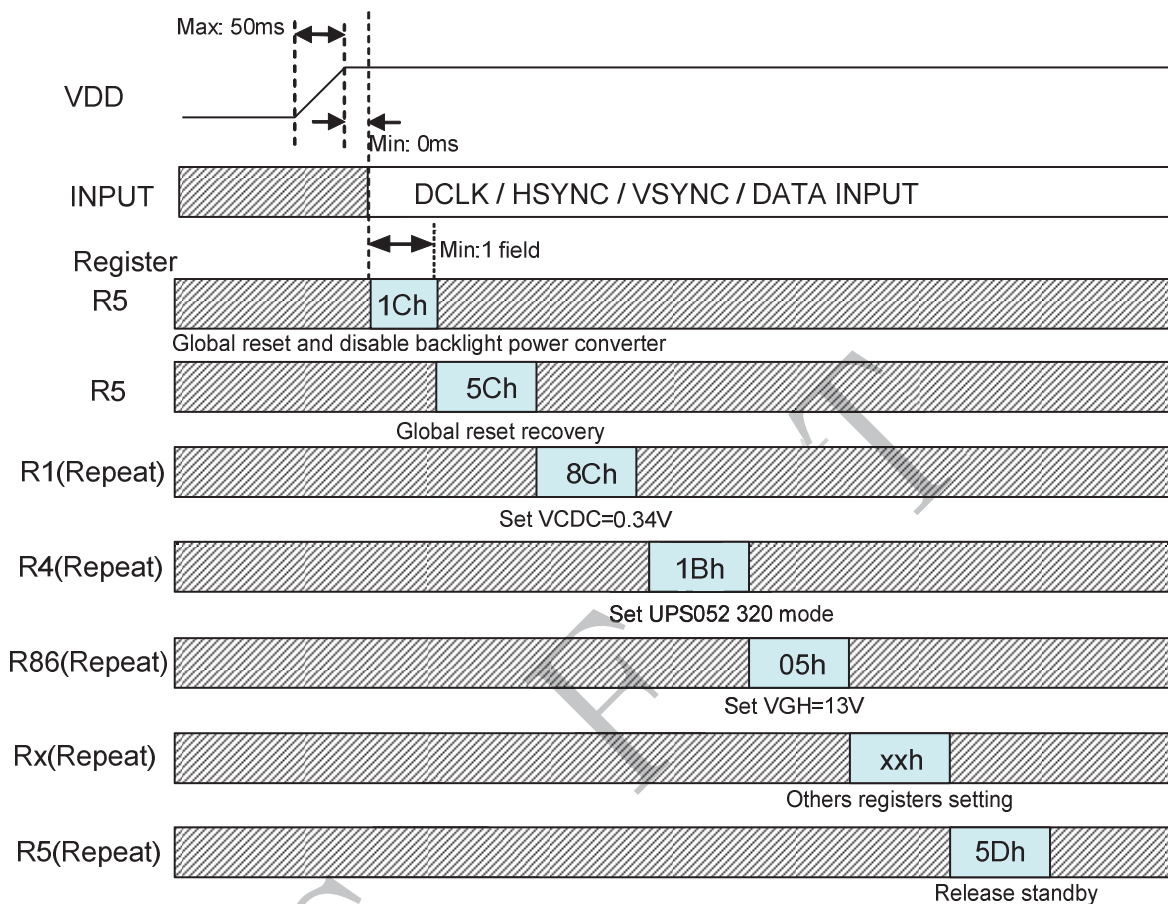 Max: 50ms
VDD
Min: 0ms
INPUT
DCLK / HSYNC / VSYNC / DATA INPUT
Min:1 field
Register
R5
1Ch
Global reset and disable backlight power converter
R5
5Ch
Global reset recovery
R1(Repeat)
8Ch
Set VCDC=0.34V
R4(Repeat)
1Bh
Set UPS052 320 mode
R86(Repeat)
05h
Set VGH=13V
Rx(Repeat)
xxh
Others registers setting
R5(Repeat)
5Dh
Release standby
F T